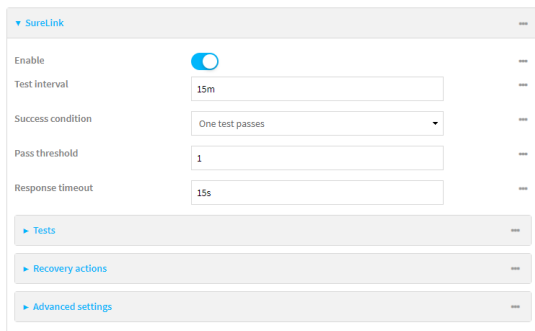 SureLink
Enable
Test interval
15m
Success condition
One test passes
Pass threshold
1
Response timeout
15s
Tests
Recovery actions
Advanced settings